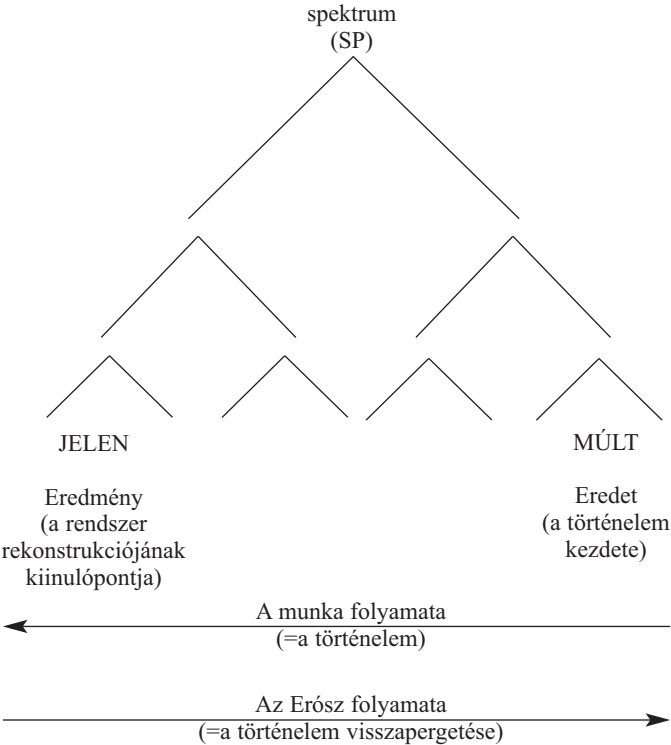 spektrum
(SP)
JELEN
MÚLT
Eredmény
(a rendszer
rekonstrukciójának
kiinulópontja)
Eredet
(a történelem
kezdete)
A munka folyamata
(=a történelem)
Az Erósz folyamata
(=a történelem visszapergetése)